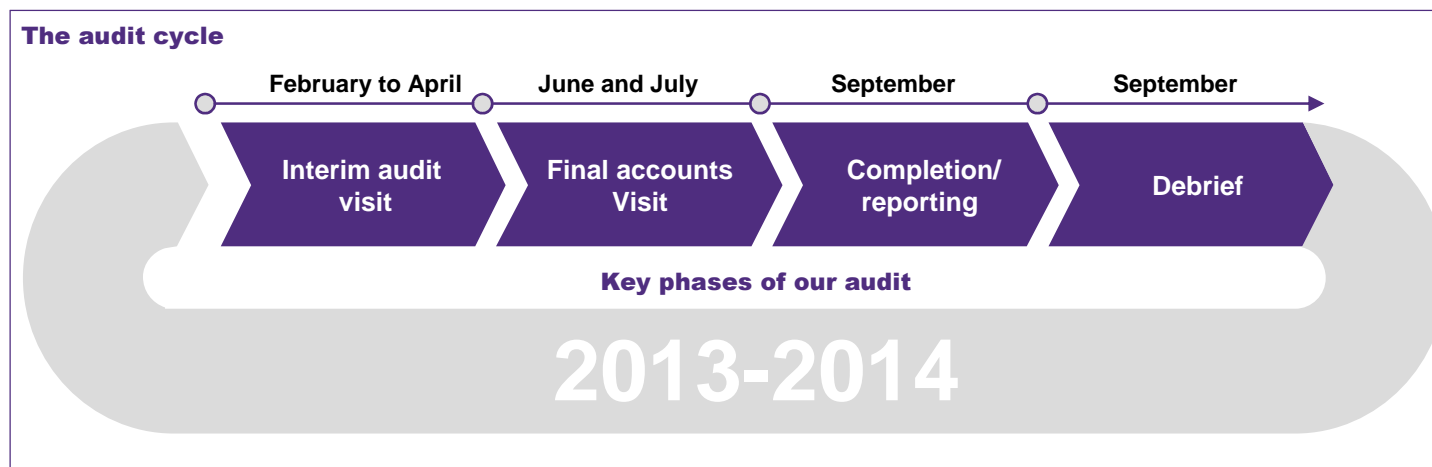 The audit cycle
February to April
June and July
September
September
Interim audit
visit
Final accounts
Visit
Completion/
reporting
Debrief
Key phases of our audit
2013-2014